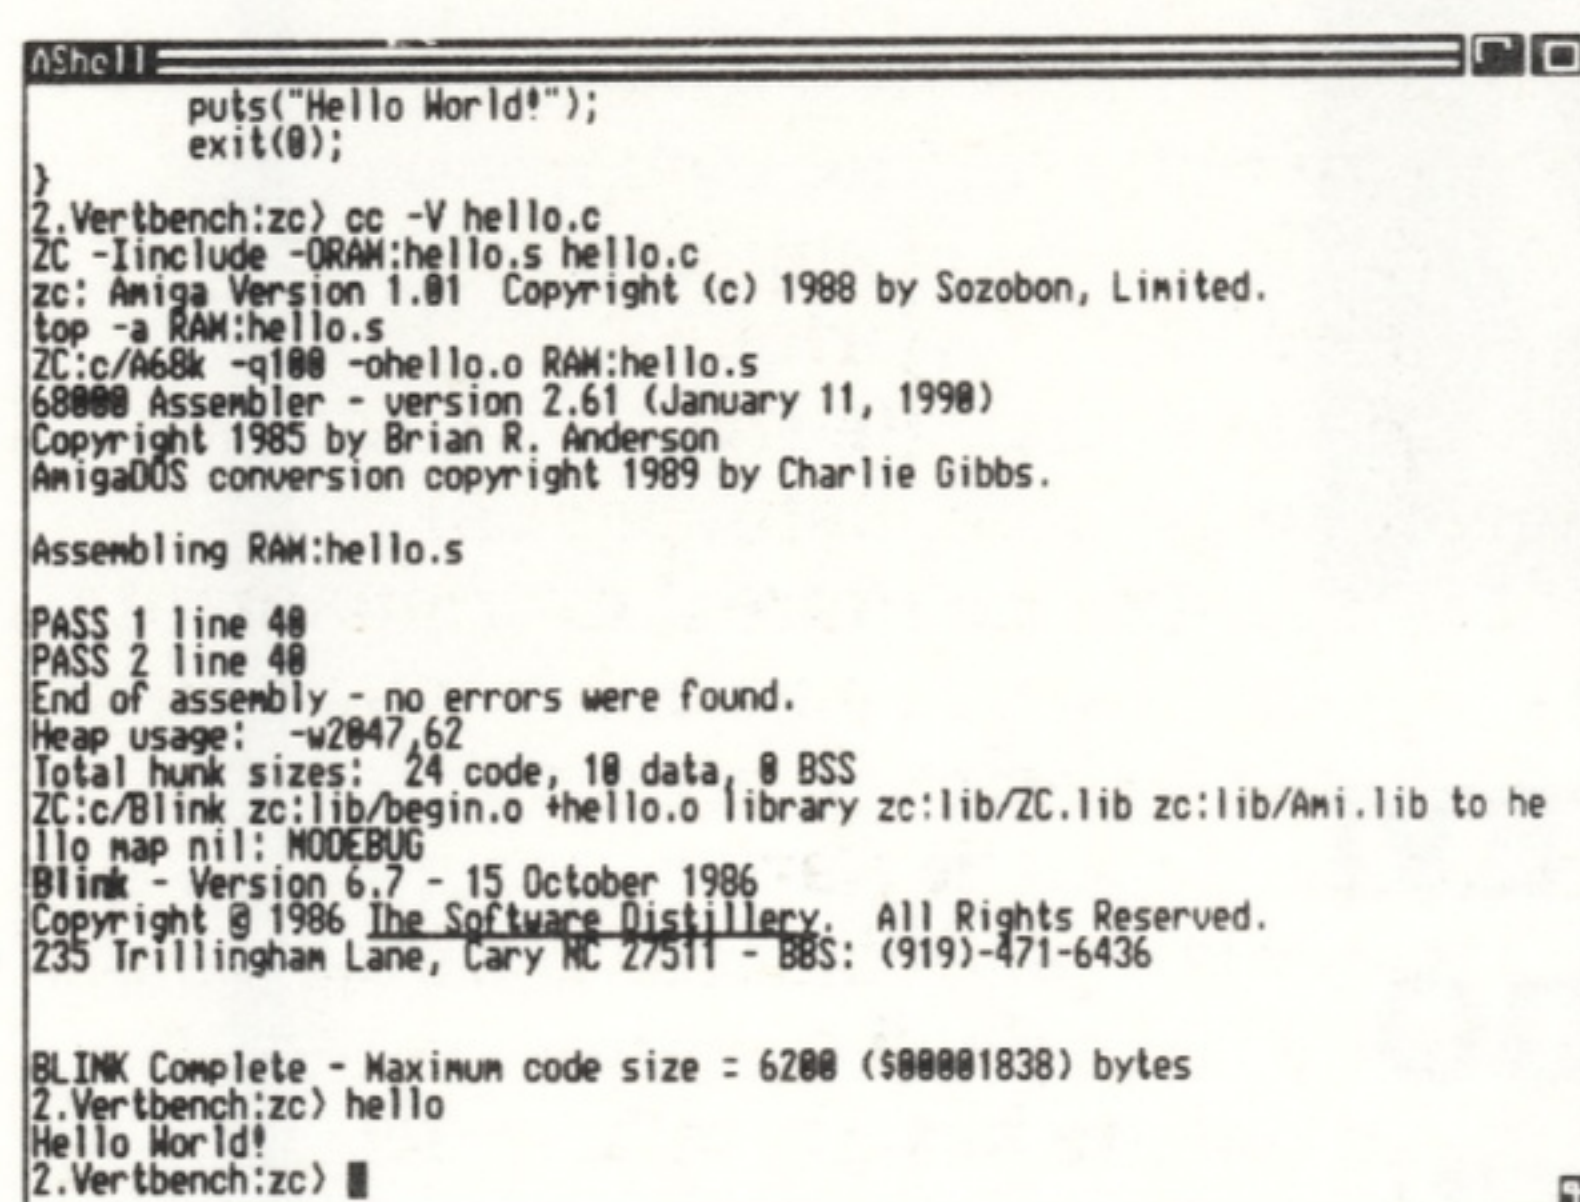 AShell
puts("Hello World!");
exit(0);
}
2.Vertbench:zc> cc -V hello.c
ZC -Iinclude -ORAM:hello.s hello.c
zc: Amiga Version 1.01  Copyright (c) 1988 by Sozobon, Limited.
top -a RAM:hello.s
ZC:c/A68k -q100 -ohello.o RAM:hello.s
68000 Assembler - version 2.61 (January 11, 1990)
Copyright 1985 by Brian R. Anderson
AmigaDOS conversion copyright 1989 by Charlie Gibbs.
Assembling RAM:hello.s
PASS 1 line 40
PASS 2 line 40
End of assembly - no errors were found.
Heap usage:  -w2047,62
Total hunk sizes:  24 code, 10 data, 0 BSS
ZC:c/Blink zc:lib/begin.o +hello.o library zc:lib/ZC.lib zc:lib/Ami.lib to he
llo map nil: NODEBUG
Blink - Version 6.7 - 15 October 1986
Copyright @ 1986 The Software Distillery.  All Rights Reserved.
235 Trillingham Lane, Cary NC 27511 - BBS: (919)-471-6436
BLINK Complete - Maximum code size = 6200 ($00001838) bytes
2.Vertbench:zc> hello
Hello World!
2.Vertbench:zc>